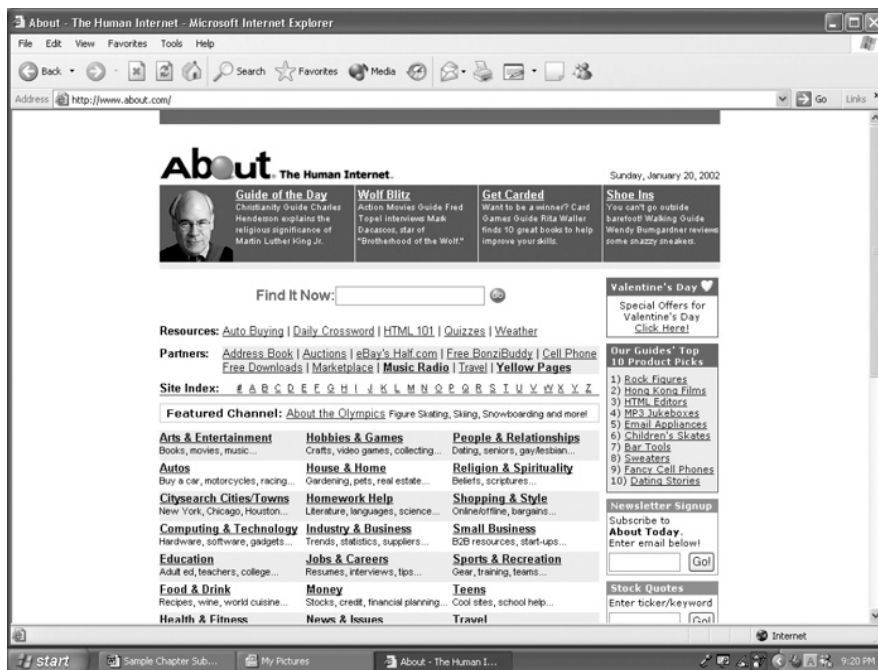 About - The Human Internet - Microsoft Internet Explorer
File Edit View Favorites Tools Help
Back Search Favorites Media
Address http://www.about.com/ Go Links
About. The Human Internet.
Sunday, January 20, 2002
Guide of the Day
Christianity Guide Charles
Henderson explains the
religious significance of
Martin Luther King Jr.
Wolf Blitz
Action Movies Guide Fred
Topel interviews Mark
Dacascos, star of
"Brotherhood of the Wolf."
Get Carded
Want to be a winner? Card
Games Guide Rita Waller
finds 10 great books to help
improve your skills.
Shoe Ins
You can't go outside
barefoot! Walking Guide
Wendy Bumgardner reviews
some snazzy sneakers.
Find It Now: Go
Resources: Auto Buying | Daily Crossword | HTML 101 | Quizzes | Weather
Partners: Address Book | Auctions | eBay's Half.com | Free BonziBuddy | Cell Phone
Free Downloads | Marketplace | Music Radio | Travel | Yellow Pages
Site Index: # A B C D E F G H I J K L M N O P Q R S T U V W X Y Z
Featured Channel: About the Olympics Figure Skating, Skiing, Snowboarding and more!
Arts & Entertainment
Books, movies, music...
Hobbies & Games
Crafts, video games, collecting...
People & Relationships
Dating, seniors, gay/lesbian...
Autos
Buy a car, motorcycles, racing...
House & Home
Gardening, pets, real estate...
Religion & Spirituality
Beliefs, scriptures...
Citysearch Cities/Towns
New York, Chicago, Houston...
Homework Help
Literature, languages, science...
Shopping & Style
Online/offline, bargains...
Computing & Technology
Hardware, software, gadgets...
Industry & Business
Trends, statistics, suppliers...
Small Business
B2B resources, start-ups...
Education
Adult ed, teachers, college...
Jobs & Careers
Resumes, interviews, tips...
Sports & Recreation
Gear, training, teams...
Food & Drink
Recipes, wine, world cuisine...
Money
Stocks, credit, financial planning...
Teens
Cool sites, school help...
Health & Fitness
News & Issues
Travel
Valentine's Day
Special Offers for
Valentine's Day
Click Here!
Our Guides' Top
10 Product Picks
1) Rock Figures
2) Hong Kong Films
3) HTML Editors
4) MP3 Jukeboxes
5) Email Appliances
6) Children's Skates
7) Bar Tools
8) Sweaters
9) Fancy Cell Phones
10) Dating Stories
Newsletter Signup
Subscribe to
About Today.
Enter email below!
Go!
Stock Quotes
Enter ticker/keyword
Go!
Internet
start Sample Chapter Sub... My Pictures About - The Human I... 9:20 PM